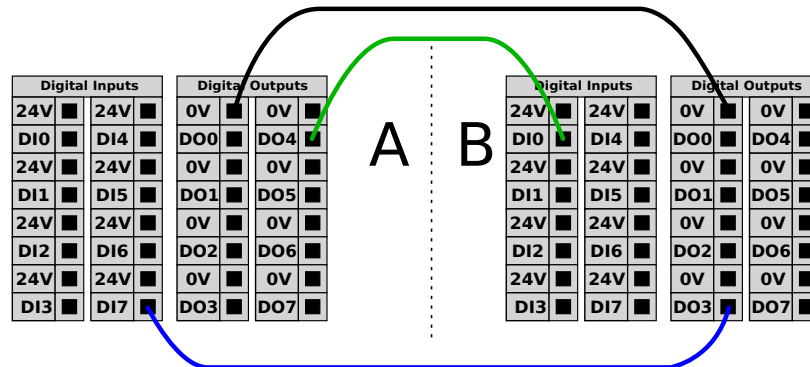 Digital Inputs Digital Outputs Digital Inputs Digital Outputs
24V 24V 0V 0V 24V 24V 0V 0V
DI0 DI4 DO0 DO4 A B DI0 DI4 DO0 DO4
24V 24V 0V 0V 24V 24V 0V 0V
DI1 DI5 DO1 DO5 DI1 DI5 DO1 DO5
24V 24V 0V 0V 24V 24V 0V 0V
DI2 DI6 DO2 DO6 DI2 DI6 DO2 DO6
24V 24V 0V 0V 24V 24V 0V 0V
DI3 DI7 DO3 DO7 DI3 DI7 DO3 DO7